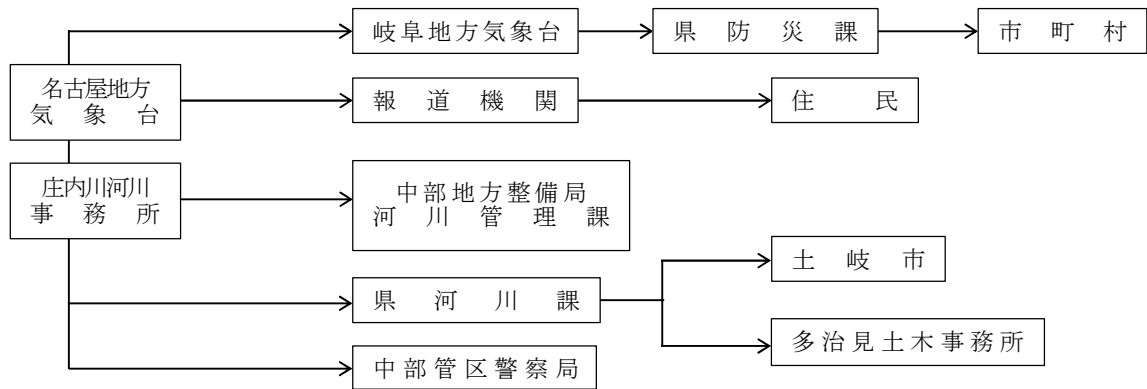 岐阜地方気象台
県防災課
市町村
名古屋地方
気象台
報道機関
住民
庄内川河川
事務所
中部地方整備局
河川管理課
土岐市
県河川課
多治見土木事務所
中部管区警察局